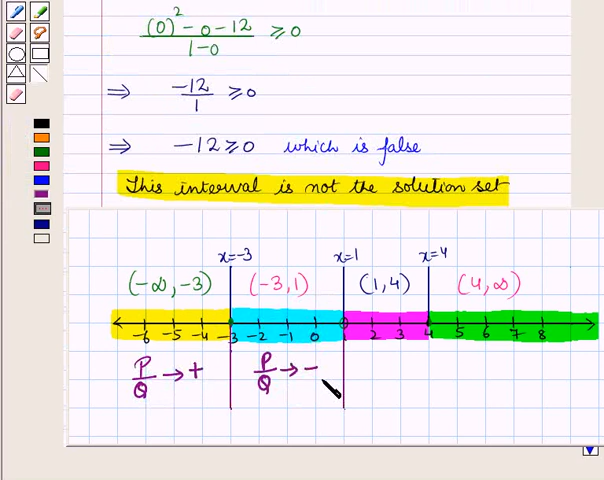 (0)² - 0 - 12 / 1 - 0 ≥ 0
⇒ -12 / 1 ≥ 0
⇒ -12 ≥ 0 which is false
This interval is not the solution set
x=-3 x=1 x=4
(-∞, -3) (-3, 1) (1, 4) (4, ∞)
-6 -5 -4 -3 -2 -1 0 2 3 4 5 6 7 8
P/Q → + P/Q → -